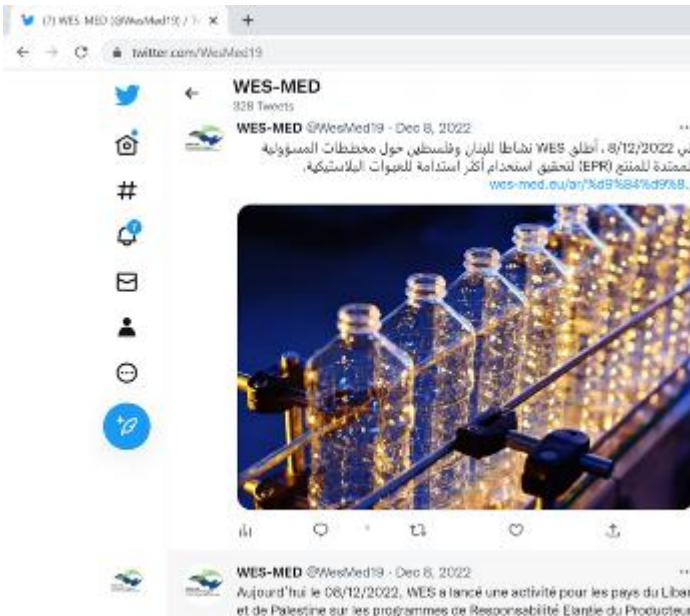 (7) WES-MED (@WesMed19) / T
twitter.com/WesMed19
WES-MED
328 Tweets
WES-MED @WesMed19 · Dec 8, 2022
8/12/2022 ، أطلق WES نشاطا للبنان وفلسطين حول مخططات المسؤولية
الممتدة للمنتج (EPR) لتحقيق استخدام أكثر استدامة للعبوات البلاستيكية.
wes-med.eu/ar/%d9%84%d9%8
7
WES-MED @WesMed19 · Dec 8, 2022
Aujourd'hui le 08/12/2022, WES a lancé une activité pour les pays du Liba
et de Palestine sur les programmes de Responsabilité Elargie du Producteu